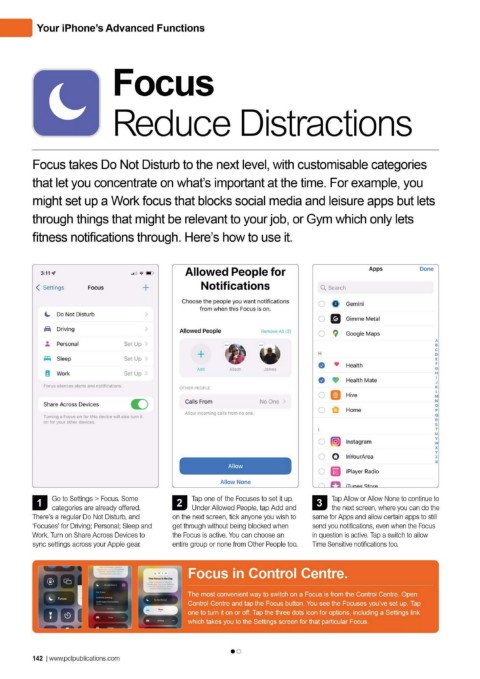 Your iPhone's Advanced Functions
Focus
Reduce Distractions
Focus takes Do Not Disturb to the next level, with customisable categories
that let you concentrate on what's important at the time. For example, you
might set up a Work focus that blocks social media and leisure apps but lets
through things that might be relevant to your job, or Gym which only lets
fitness notifications through. Here's how to use it.
3:11
Settings Focus +
Do Not Disturb
Driving
Personal Set Up
Sleep Set Up
Work Set Up
Focus silences alerts and notifications.
Share Across Devices
Turning a Focus on for this device will also turn it
on for your other devices.
1 Go to Settings > Focus. Some
categories are already offered.
There's a regular Do Not Disturb, and
'Focuses' for Driving; Personal; Sleep and
Work. Turn on Share Across Devices to
sync settings across your Apple gear.
Allowed People for
Notifications
Choose the people you want notifications
from when this Focus is on.
Allowed People Remove All
Add
James
OTHER PEOPLE
Calls From No One
Allow incoming calls from no one.
Allow
Allow None
2 Tap one of the Focuses to set it up.
Under Allowed People, tap Add and
on the next screen, tick anyone you wish to
get through without being blocked when
the Focus is active. You can choose an
entire group or none from Other People too.
Apps Done
Search
Gemini
Gimme Metal
Google Maps
H
Health
Health Mate
Hive
Home
I
Instagram
InYourArea
iPlayer Radio
iTunes Store
3 Tap Allow or Allow None to continue to
the next screen, where you can do the
same for Apps and allow certain apps to still
send you notifications, even when the Focus
in question is active. Tap a switch to allow
Time Sensitive notifications too.
Focus
Focus in Control Centre.
The most convenient way to switch on a Focus is from the Control Centre. Open
Control Centre and tap the Focus button. You see the Focuses you've set up. Tap
one to turn it on or off. Tap the three dots icon for options, including a Settings link
which takes you to the Settings screen for that particular Focus.
142 | www.pclpublications.com